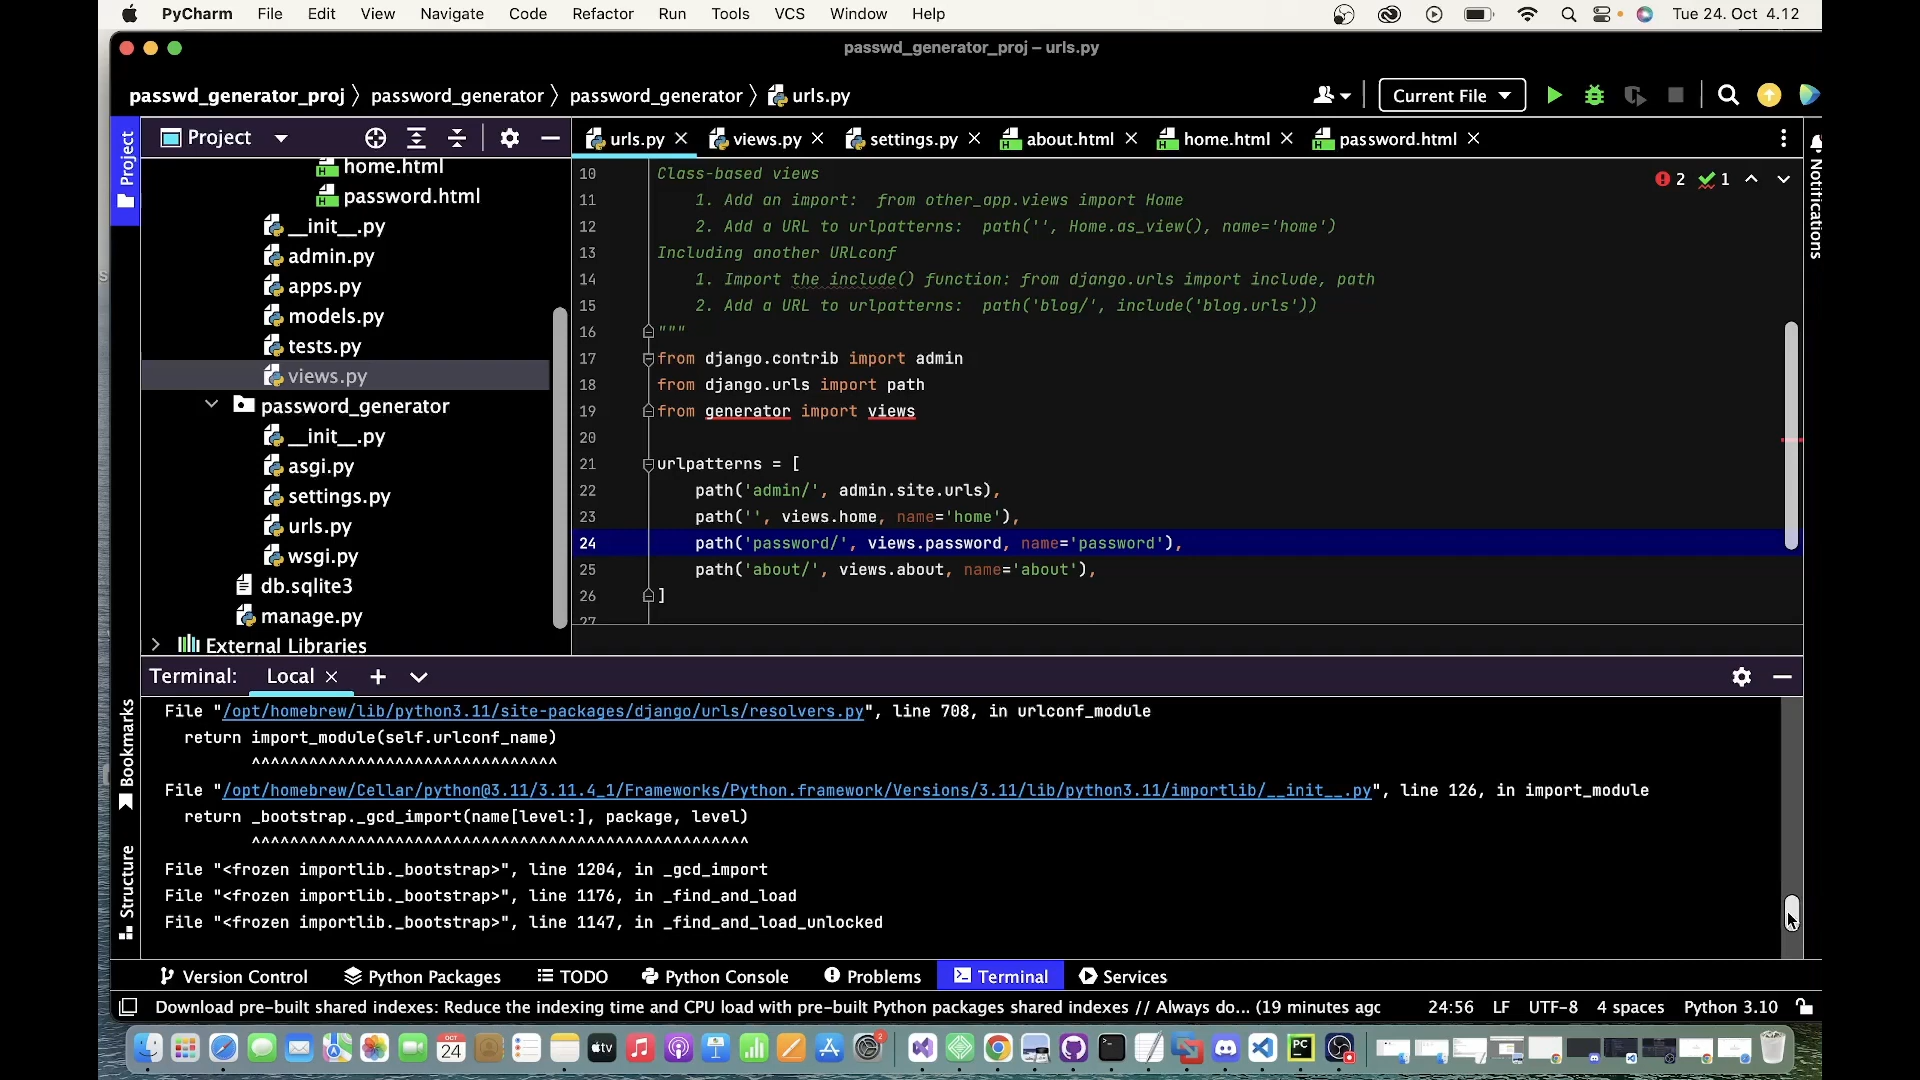 PyCharm File Edit View Navigate Code Refactor Run Tools VCS Window Help Tue 24. Oct 4.12
passwd_generator_proj – urls.py
passwd_generator_proj 〉 password_generator 〉 password_generator 〉 urls.py
Current File
Project
urls.py
views.py
settings.py
about.html
home.html
password.html
Project
home.html
password.html
__init__.py
admin.py
apps.py
models.py
tests.py
views.py
password_generator
__init__.py
asgi.py
settings.py
urls.py
wsgi.py
db.sqlite3
manage.py
External Libraries
2 1
10 Class-based views
11 1. Add an import:  from other_app.views import Home
12 2. Add a URL to urlpatterns:  path('', Home.as_view(), name='home')
13 Including another URLconf
14 1. Import the include() function: from django.urls import include, path
15 2. Add a URL to urlpatterns:  path('blog/', include('blog.urls'))
16 """
17 from django.contrib import admin
18 from django.urls import path
19 from generator import views
20
21 urlpatterns = [
22 path('admin/', admin.site.urls),
23 path('', views.home, name='home'),
24 path('password/', views.password, name='password'),
25 path('about/', views.about, name='about'),
26 ]
27
Notifications
Terminal: Local
File "/opt/homebrew/lib/python3.11/site-packages/django/urls/resolvers.py", line 708, in urlconf_module
return import_module(self.urlconf_name)
^^^^^^^^^^^^^^^^^^^^^^^^^^^^^^^^
File "/opt/homebrew/Cellar/python@3.11/3.11.4_1/Frameworks/Python.framework/Versions/3.11/lib/python3.11/importlib/__init__.py", line 126, in import_module
return _bootstrap._gcd_import(name[level:], package, level)
^^^^^^^^^^^^^^^^^^^^^^^^^^^^^^^^^^^^^^^^^^^^^^^^^^^^
File "<frozen importlib._bootstrap>", line 1204, in _gcd_import
File "<frozen importlib._bootstrap>", line 1176, in _find_and_load
File "<frozen importlib._bootstrap>", line 1147, in _find_and_load_unlocked
Bookmarks
Structure
Version Control Python Packages TODO Python Console Problems Terminal Services
Download pre-built shared indexes: Reduce the indexing time and CPU load with pre-built Python packages shared indexes // Always do... (19 minutes ago 24:56 LF UTF-8 4 spaces Python 3.10
OCT
24
tv
2
PC